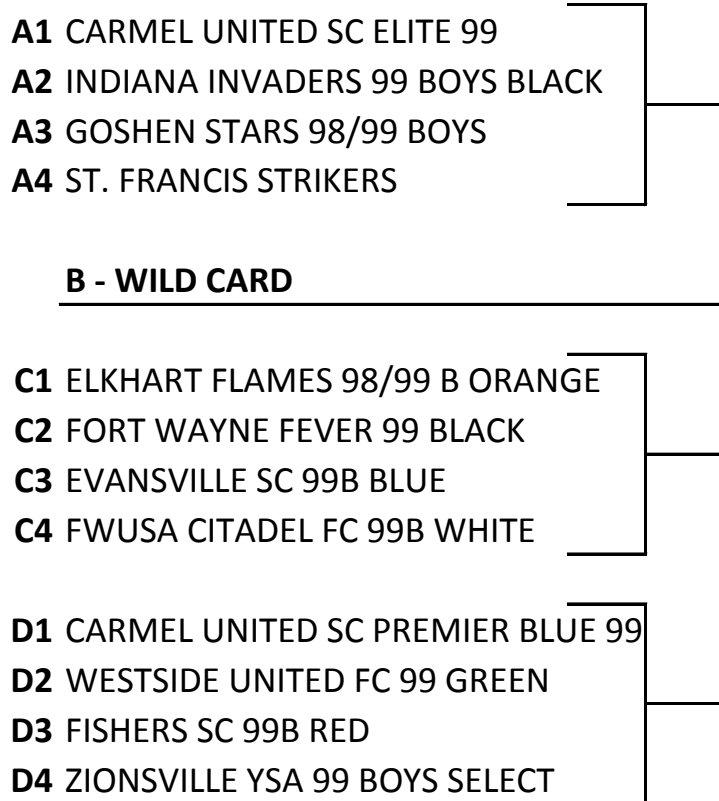 A1 CARMEL UNITED SC ELITE 99
A2 INDIANA INVADERS 99 BOYS BLACK
A3 GOSHEN STARS 98/99 BOYS
A4 ST. FRANCIS STRIKERS
B - WILD CARD
C1 ELKHART FLAMES 98/99 B ORANGE
C2 FORT WAYNE FEVER 99 BLACK
C3 EVANSVILLE SC 99B BLUE
C4 FWUSA CITADEL FC 99B WHITE
D1 CARMEL UNITED SC PREMIER BLUE 99
D2 WESTSIDE UNITED FC 99 GREEN
D3 FISHERS SC 99B RED
D4 ZIONSVILLE YSA 99 BOYS SELECT